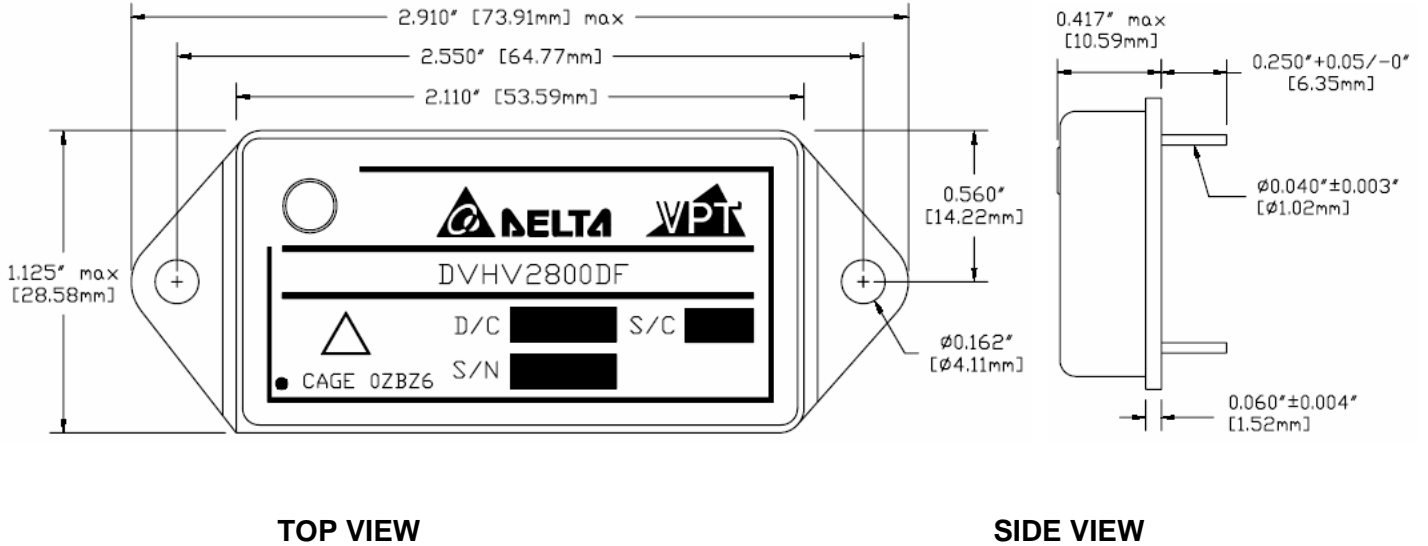 2.910" [73.91mm] max
2.550" [64.77mm]
2.110" [53.59mm]
1.125" max
[28.58mm]
0.560"
[14.22mm]
Ø0.162"
[Ø4.11mm]
DELTA
VPT
DVHV2800DF
D/C
S/C
S/N
CAGE 0ZBZ6
0.417" max
[10.59mm]
0.250"+0.05/-0"
[6.35mm]
Ø0.040"±0.003"
[Ø1.02mm]
0.060"±0.004"
[1.52mm]
TOP VIEW
SIDE VIEW